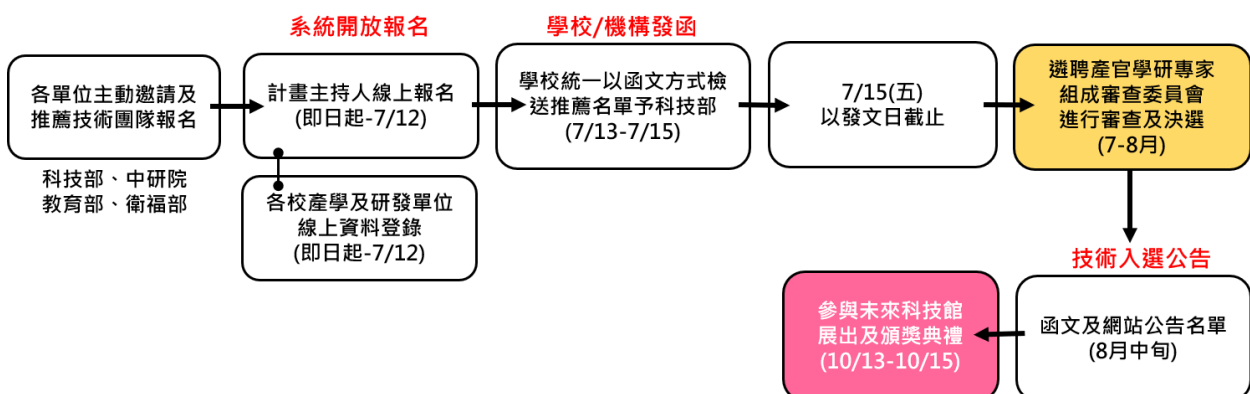 系統開放報名
學校/機構發函
各單位主動邀請及
推薦技術團隊報名
計畫主持人線上報名
(即日起-7/12)
學校統一以函文方式檢
送推薦名單予科技部
(7/13-7/15)
7/15(五)
以發文日截止
遴聘產官學研專家
組成審查委員會
進行審查及決選
(7-8月)
科技部、中研院
教育部、衛福部
各校產學及研發單位
線上資料登錄
(即日起-7/12)
技術入選公告
函文及網站公告名單
(8月中旬)
參與未來科技館
展出及頒獎典禮
(10/13-10/15)